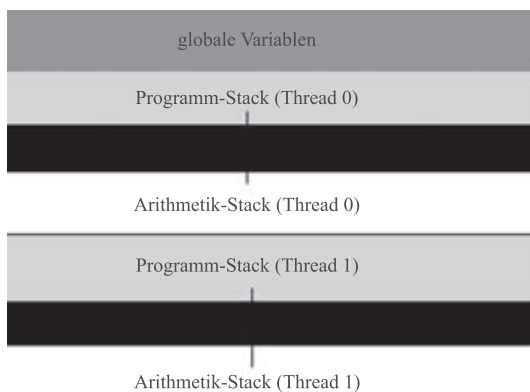 globale Variablen
Programm-Stack (Thread 0)
Arithmetik-Stack (Thread 0)
Programm-Stack (Thread 1)
Arithmetik-Stack (Thread 1)